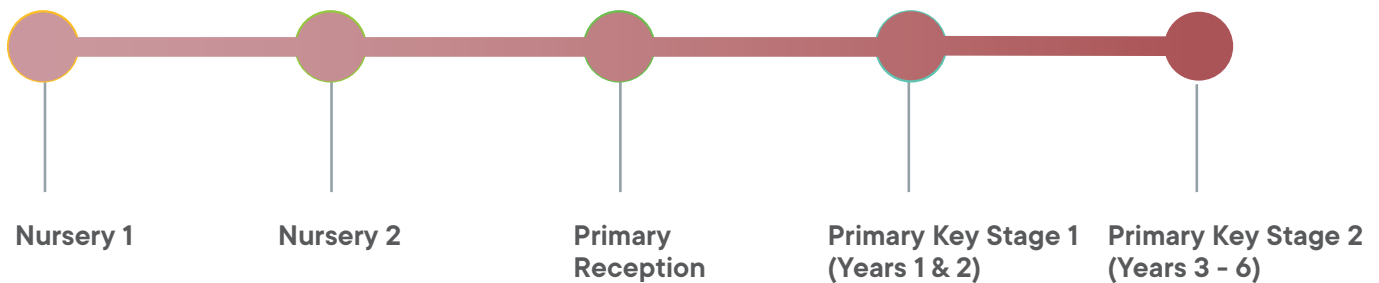 Nursery 1
Nursery 2
Primary
Reception
Primary Key Stage 1
(Years 1 & 2)
Primary Key Stage 2
(Years 3 - 6)